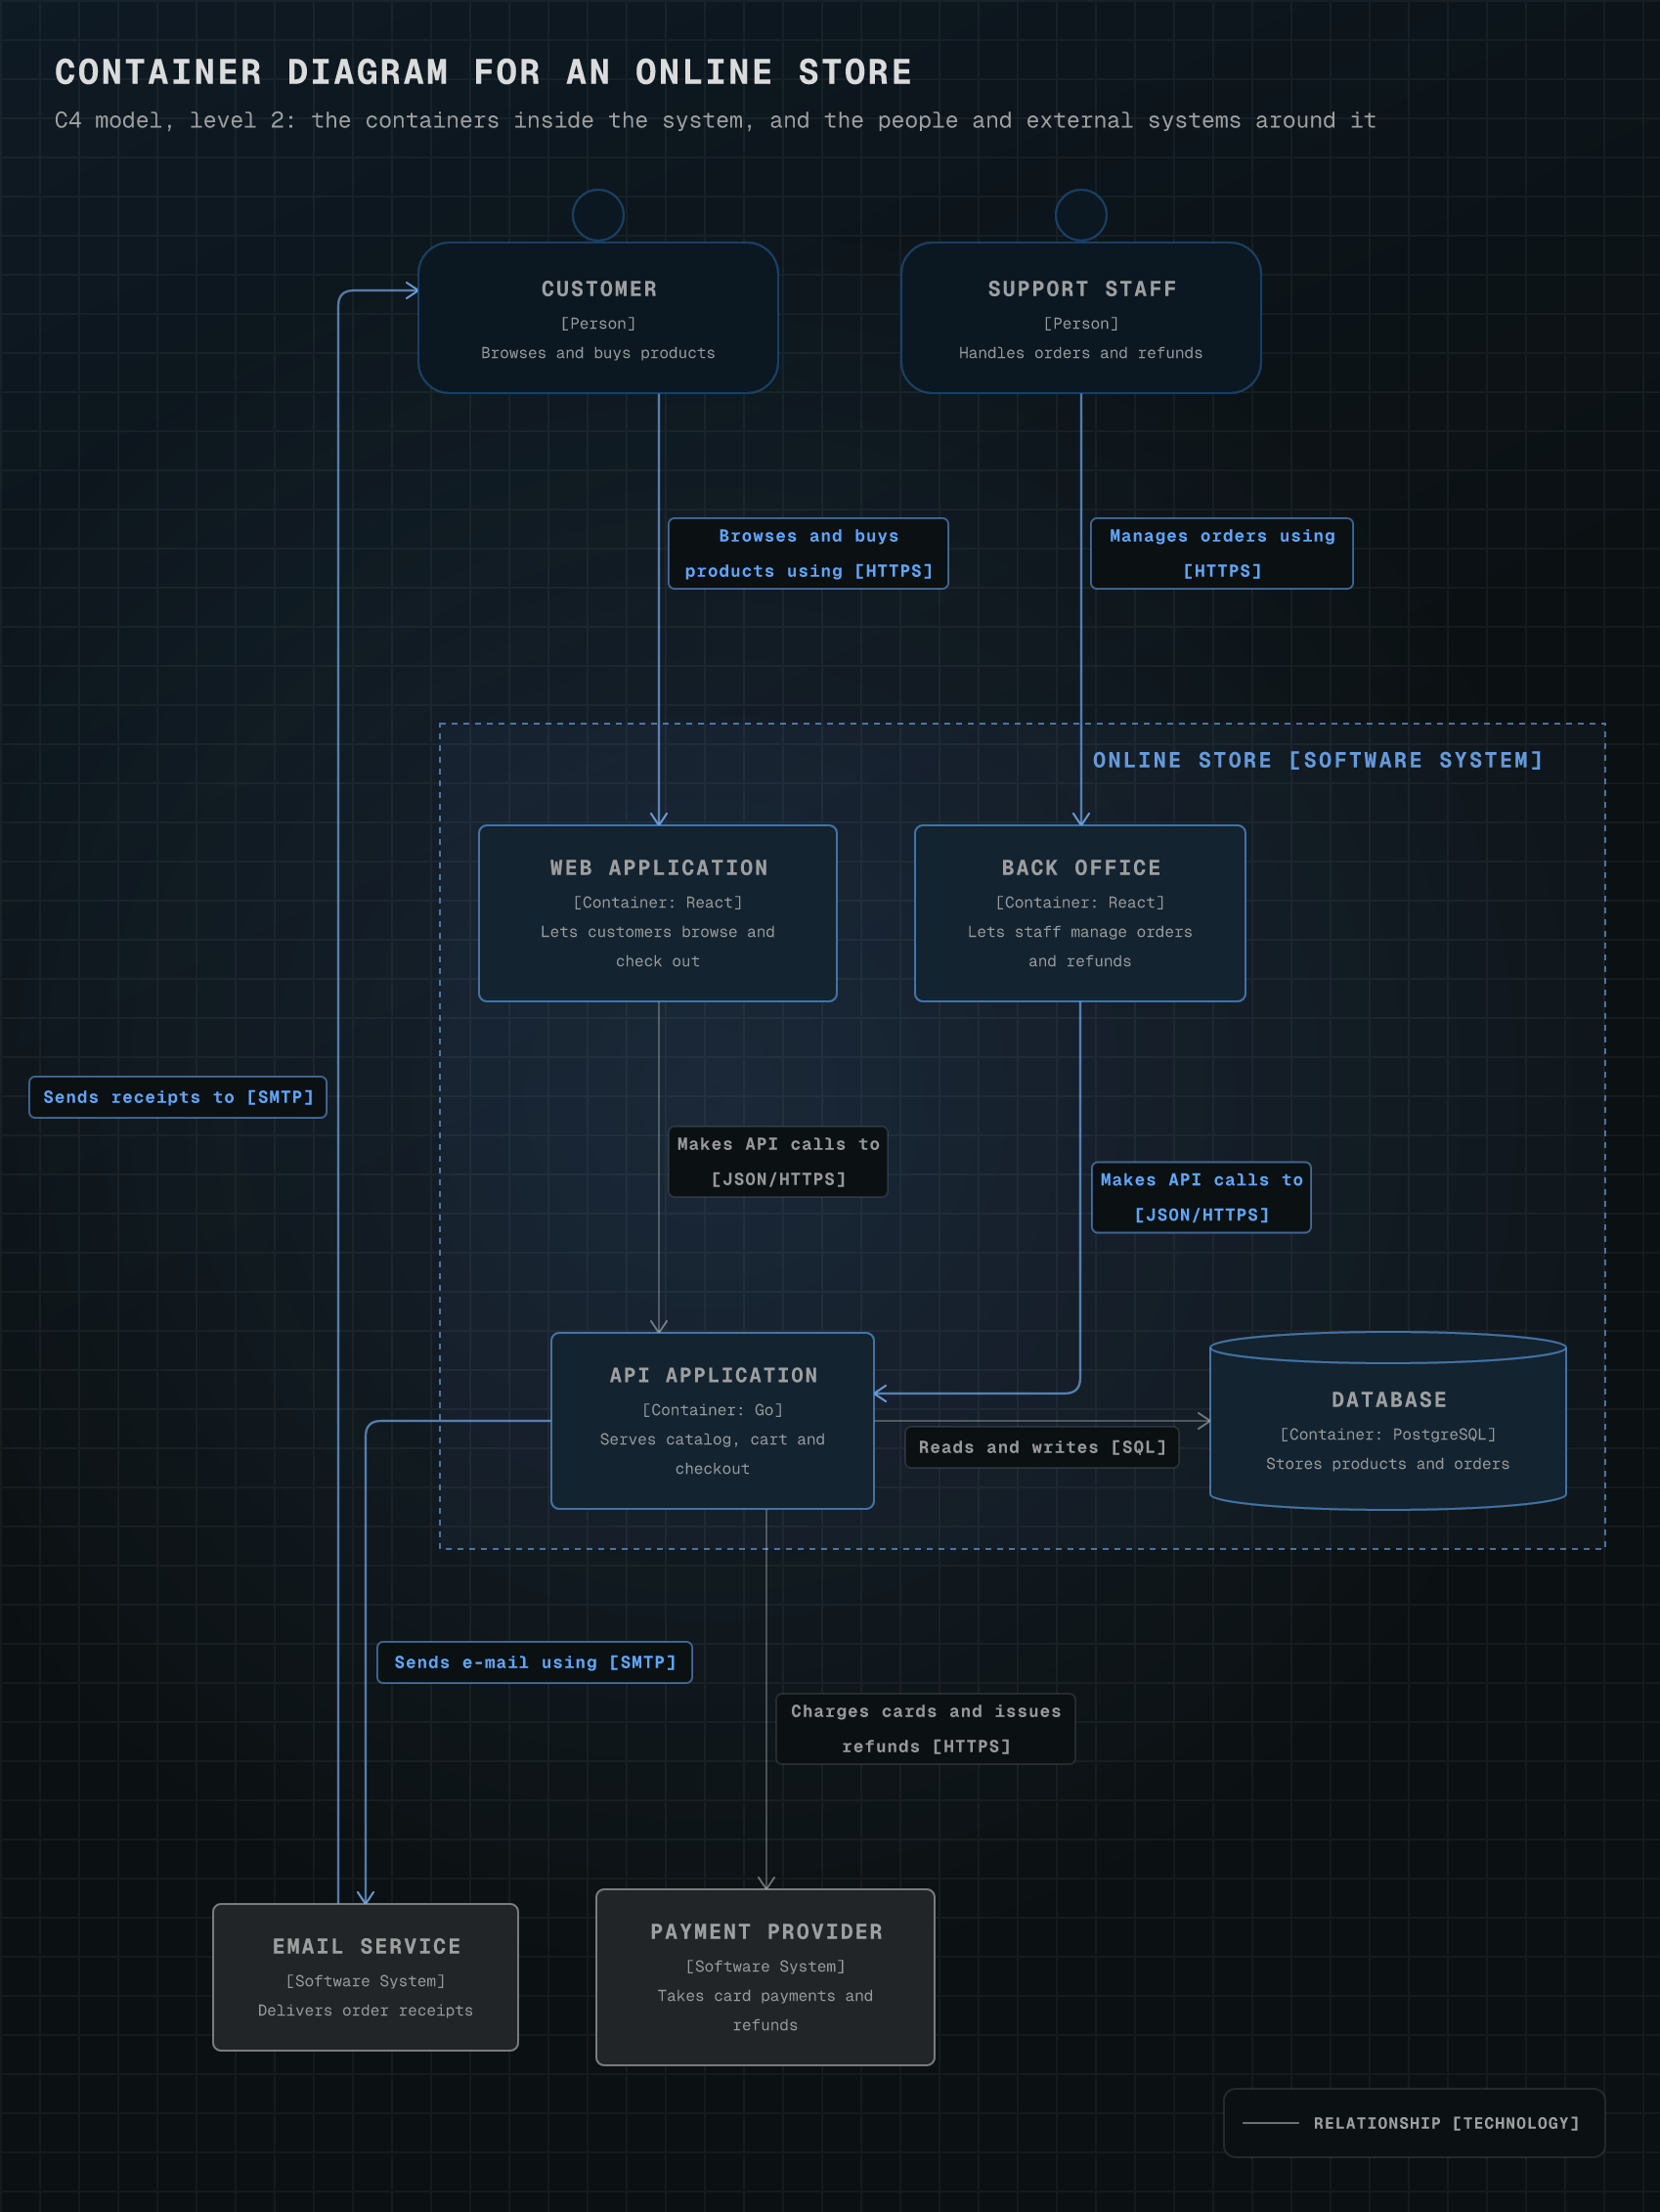 CONTAINER DIAGRAM FOR AN ONLINE STORE
C4 model, level 2: the containers inside the system, and the people and external systems around it
CUSTOMER
[Person]
Browses and buys products
SUPPORT STAFF
[Person]
Handles orders and refunds
Browses and buys
products using [HTTPS]
Manages orders using
[HTTPS]
ONLINE STORE [SOFTWARE SYSTEM]
WEB APPLICATION
[Container: React]
Lets customers browse and
check out
BACK OFFICE
[Container: React]
Lets staff manage orders
and refunds
Sends receipts to [SMTP]
Makes API calls to
[JSON/HTTPS]
Makes API calls to
[JSON/HTTPS]
API APPLICATION
[Container: Go]
Serves catalog, cart and
checkout
Reads and writes [SQL]
DATABASE
[Container: PostgreSQL]
Stores products and orders
Sends e-mail using [SMTP]
Charges cards and issues
refunds [HTTPS]
EMAIL SERVICE
[Software System]
Delivers order receipts
PAYMENT PROVIDER
[Software System]
Takes card payments and
refunds
RELATIONSHIP [TECHNOLOGY]